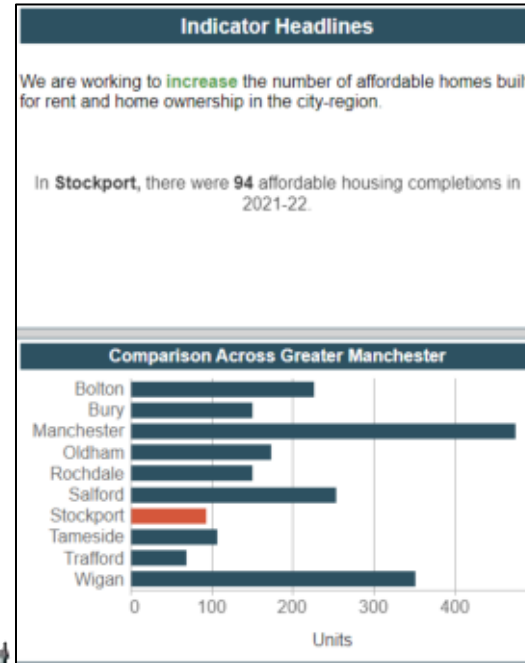 Indicator Headlines
We are working to increase the number of affordable homes buil
for rent and home ownership in the city-region.
In Stockport, there were 94 affordable housing completions in
2021-22.
Comparison Across Greater Manchester
Bolton
Bury
Manchester
Oldham
Rochdale
Salford
Stockport
Tameside
Trafford
Wigan
0 100 200 300 400
Units